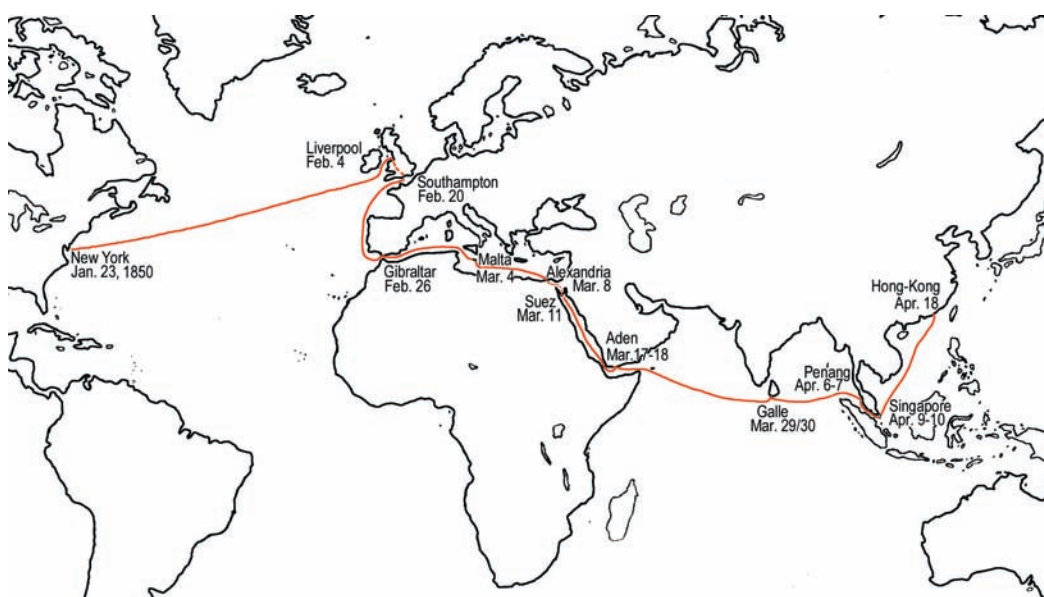 Liverpool
Feb. 4
Southampton
Feb. 20
New York
Jan. 23, 1850
Gibraltar
Feb. 26
Malta
Mar. 4
Alexandria
Mar. 8
Suez
Mar. 11
Hong-Kong
Apr. 18
Aden
Mar.17-18
Penang
Apr. 6-7
Galle
Mar. 29/30
Singapore
Apr. 9-10